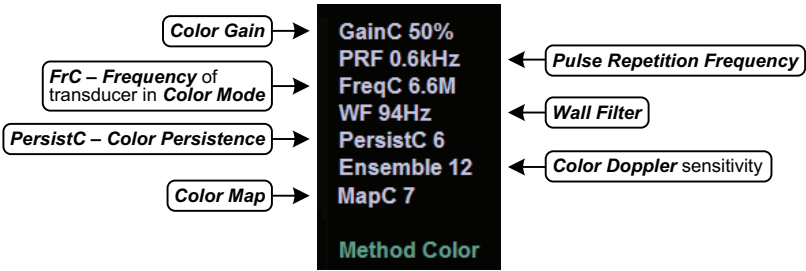 Color Gain
FrC – Frequency of
transducer in Color Mode
PersistC – Color Persistence
Color Map
GainC 50%
PRF 0.6kHz
FreqC 6.6M
WF 94Hz
PersistC 6
Ensemble 12
MapC 7
Method Color
Pulse Repetition Frequency
Wall Filter
Color Doppler sensitivity